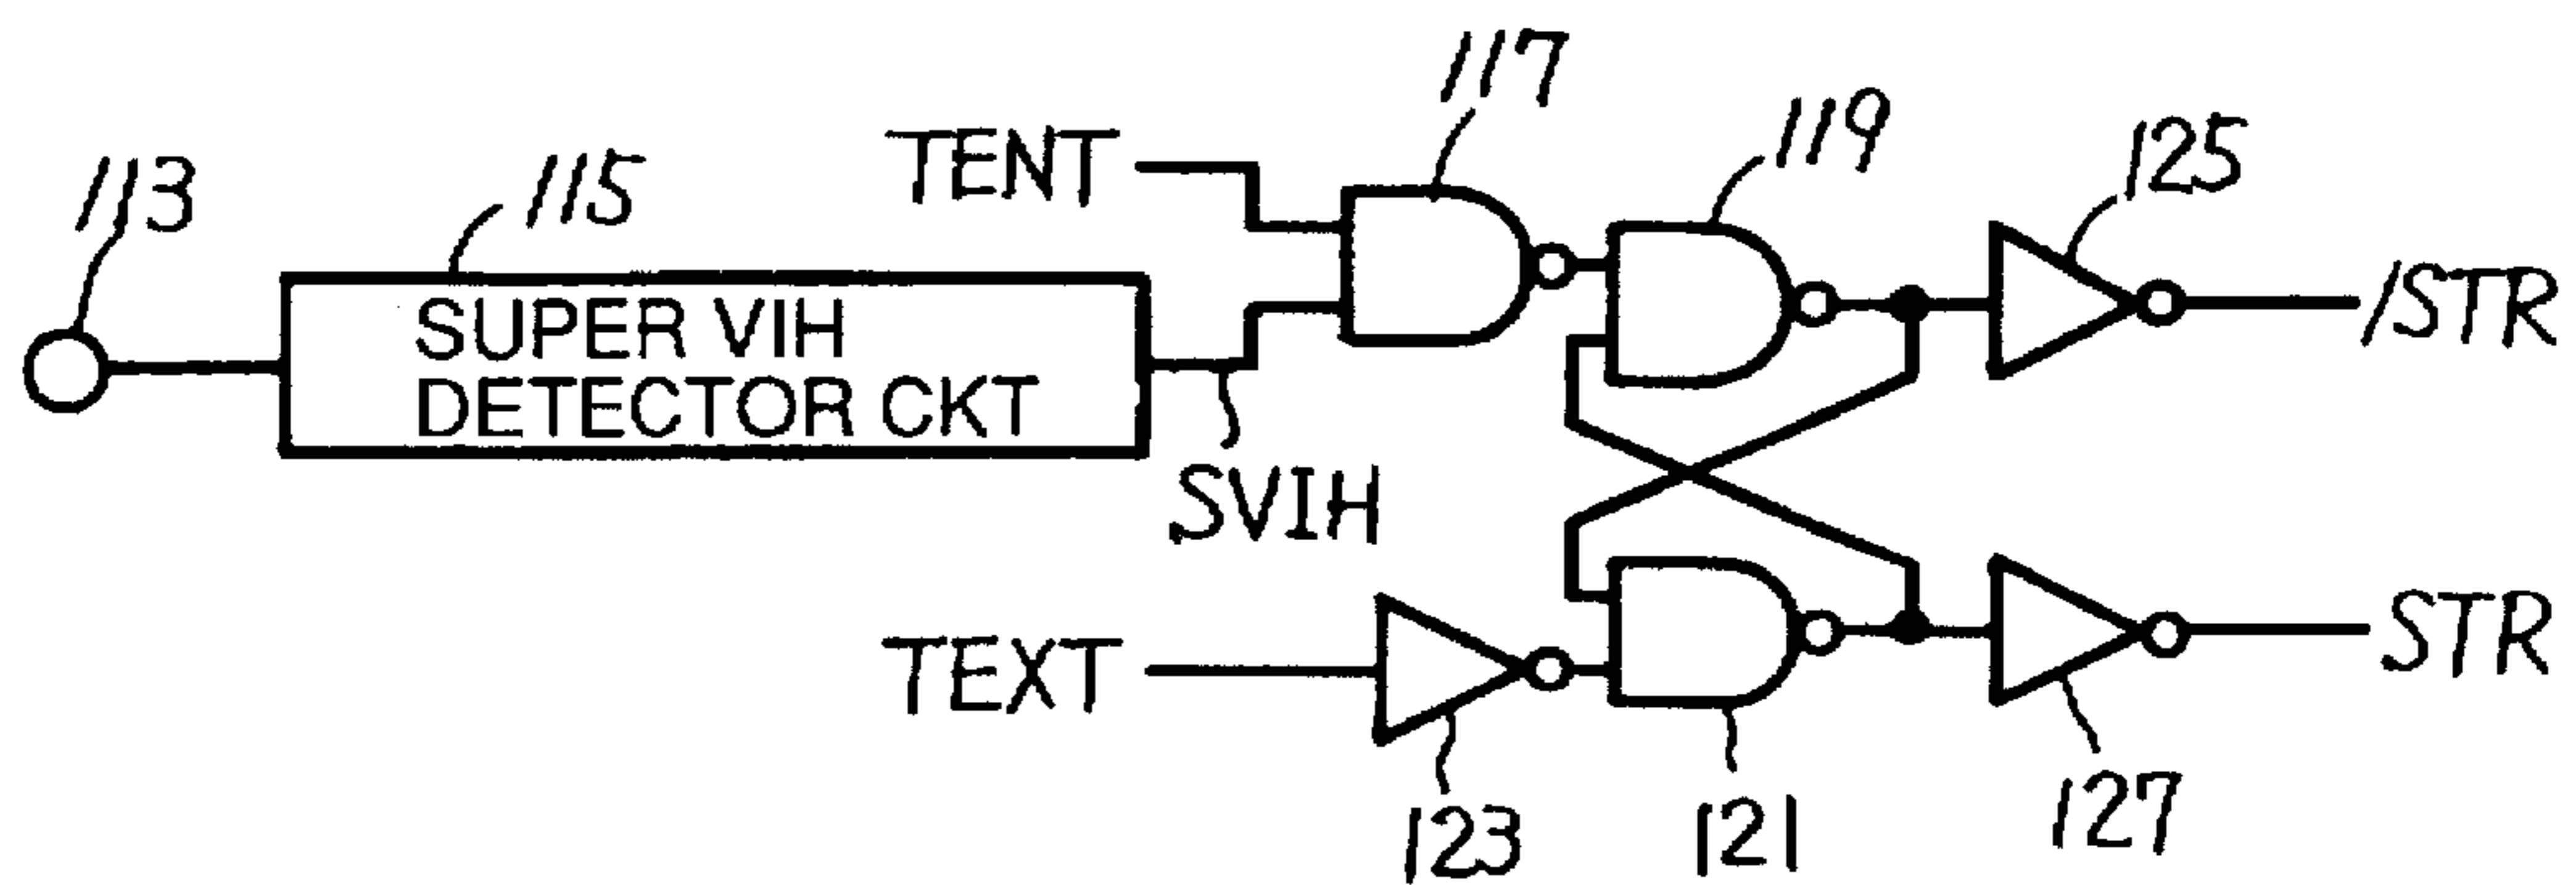 117
119
125
TENT
113
115
SUPER VIH
DETECTOR CKT
/STR
SVIH
TEXT
STR
123
121
127